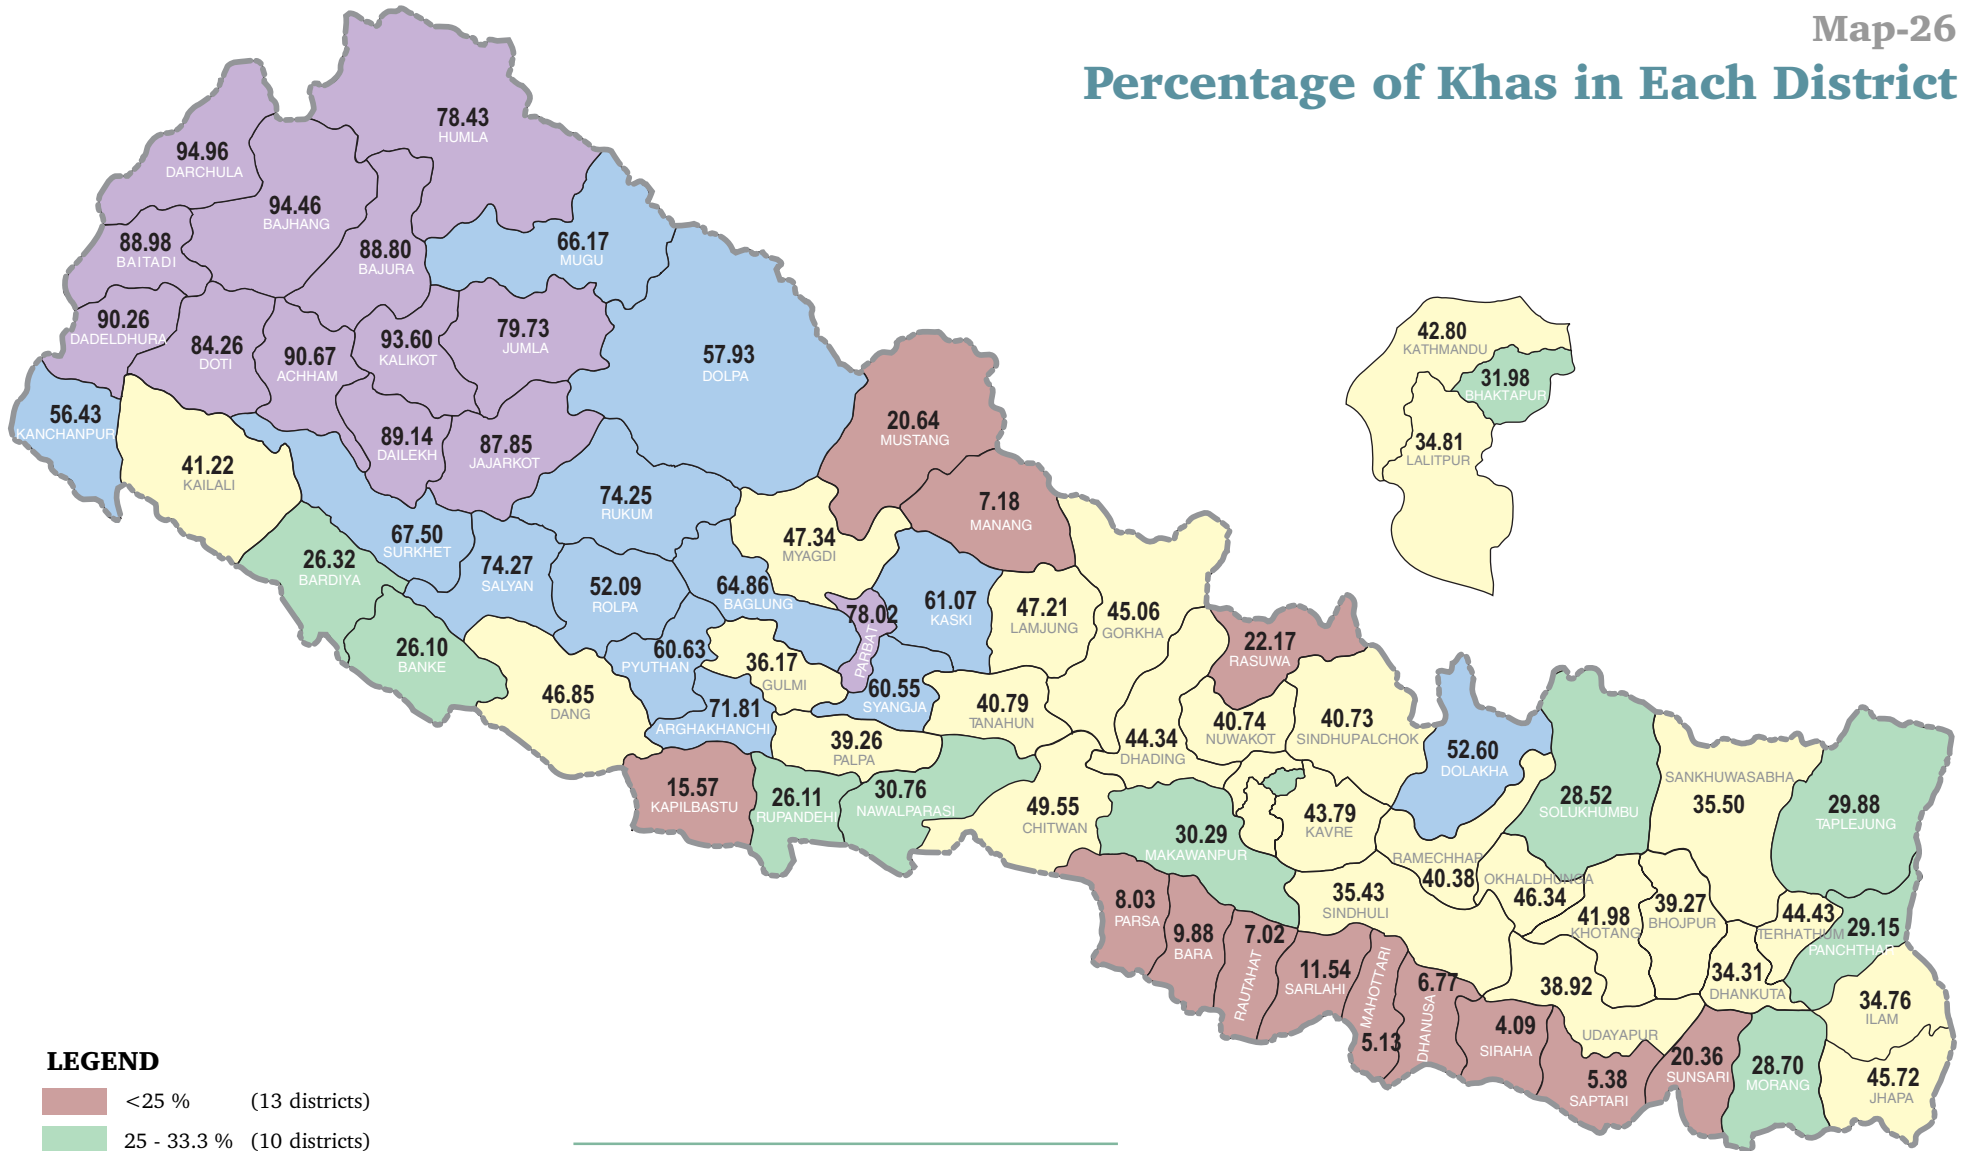 Map-26
Percentage of Khas in Each District
78.43
HUMLA
94.96
DARCHULA
94.46
BAJHANG
88.98
BAITADI
88.80
BAJURA
66.17
MUGU
90.26
DADELDHURA
84.26
DOTI
90.67
ACHHAM
93.60
KALIKOT
79.73
JUMLA
57.93
DOLPA
56.43
KANCHANPUR
41.22
KAILALI
89.14
DAILEKH
87.85
JAJARKOT
20.64
MUSTANG
42.80
KATHMANDU
31.98
BHAKTAPUR
34.81
LALITPUR
74.25
RUKUM
7.18
MANANG
67.50
SURKHET
47.34
MYAGDI
26.32
BARDIYA
74.27
SALYAN
52.09
ROLPA
64.86
BAGLUNG
78.02
PARBAT
61.07
KASKI
47.21
LAMJUNG
45.06
GORKHA
26.10
BANKE
60.63
PYUTHAN
36.17
GULMI
22.17
RASUWA
46.85
DANG
71.81
ARGHAKHANCHI
60.55
SYANGJA
40.79
TANAHUN
40.74
NUWAKOT
40.73
SINDHUPALCHOK
39.26
PALPA
44.34
DHADING
52.60
DOLAKHA
15.57
KAPILBASTU
26.11
RUPANDEHI
30.76
NAWALPARASI
49.55
CHITWAN
30.29
MAKAWANPUR
43.79
KAVRE
28.52
SOLUKHUMBU
SANKHUWASABHA
35.50
29.88
TAPLEJUNG
RAMECHHAP
40.38
OKHALDHUNGA
46.34
8.03
PARSA
9.88
BARA
7.02
RAUTAHAT
35.43
SINDHULI
41.98
KHOTANG
39.27
BHOJPUR
44.43
TERHATHUM
29.15
PANCHTHAR
11.54
SARLAHI
MAHOTTARI
5.13
6.77
DHANUSA
38.92
UDAYAPUR
34.31
DHANKUTA
34.76
ILAM
4.09
SIRAHA
5.38
SAPTARI
20.36
SUNSARI
28.70
MORANG
45.72
JHAPA
LEGEND
<25 % (13 districts)
25 - 33.3 % (10 districts)